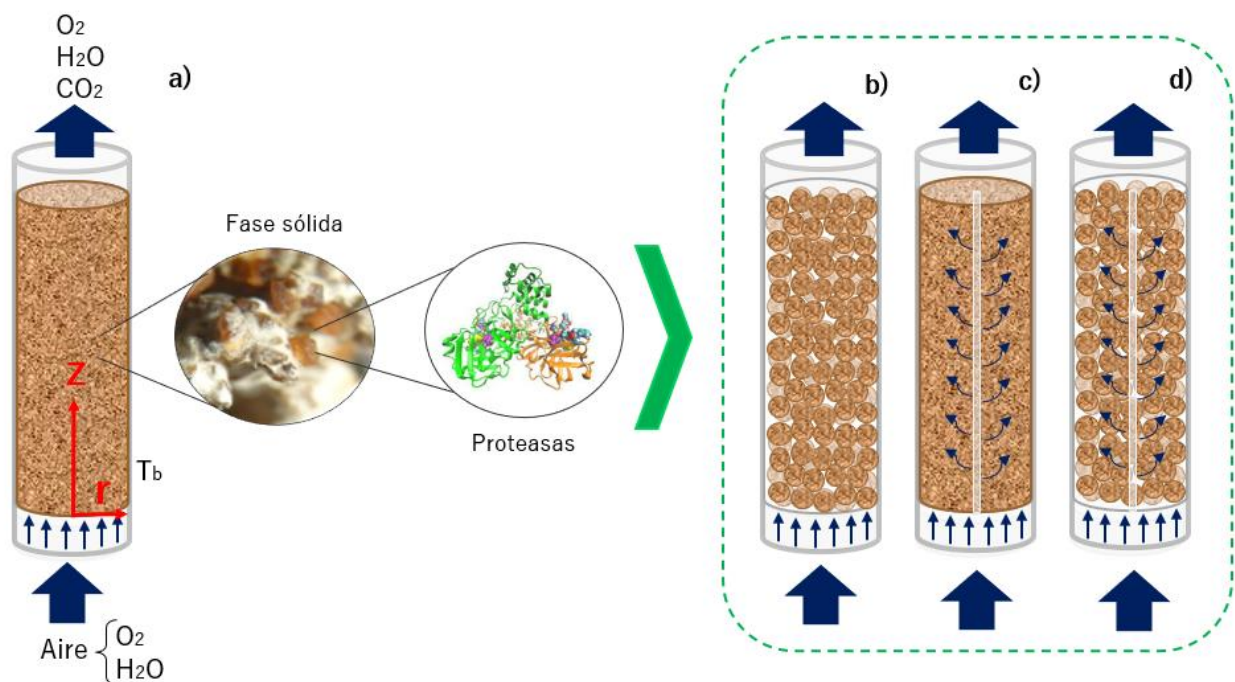 O2
H2O
CO2
a)
Fase sólida
Proteasas
z
r
Tb
Aire { O2
H2O
b)
c)
d)